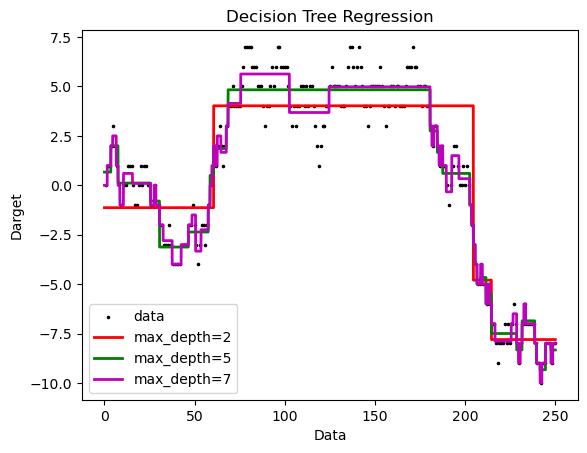 Decision Tree Regression
7.5
5.0
2.5
0.0
−2.5
−5.0
−7.5
−10.0
Darget
data
max_depth=2
max_depth=5
max_depth=7
0 50 100 150 200 250
Data